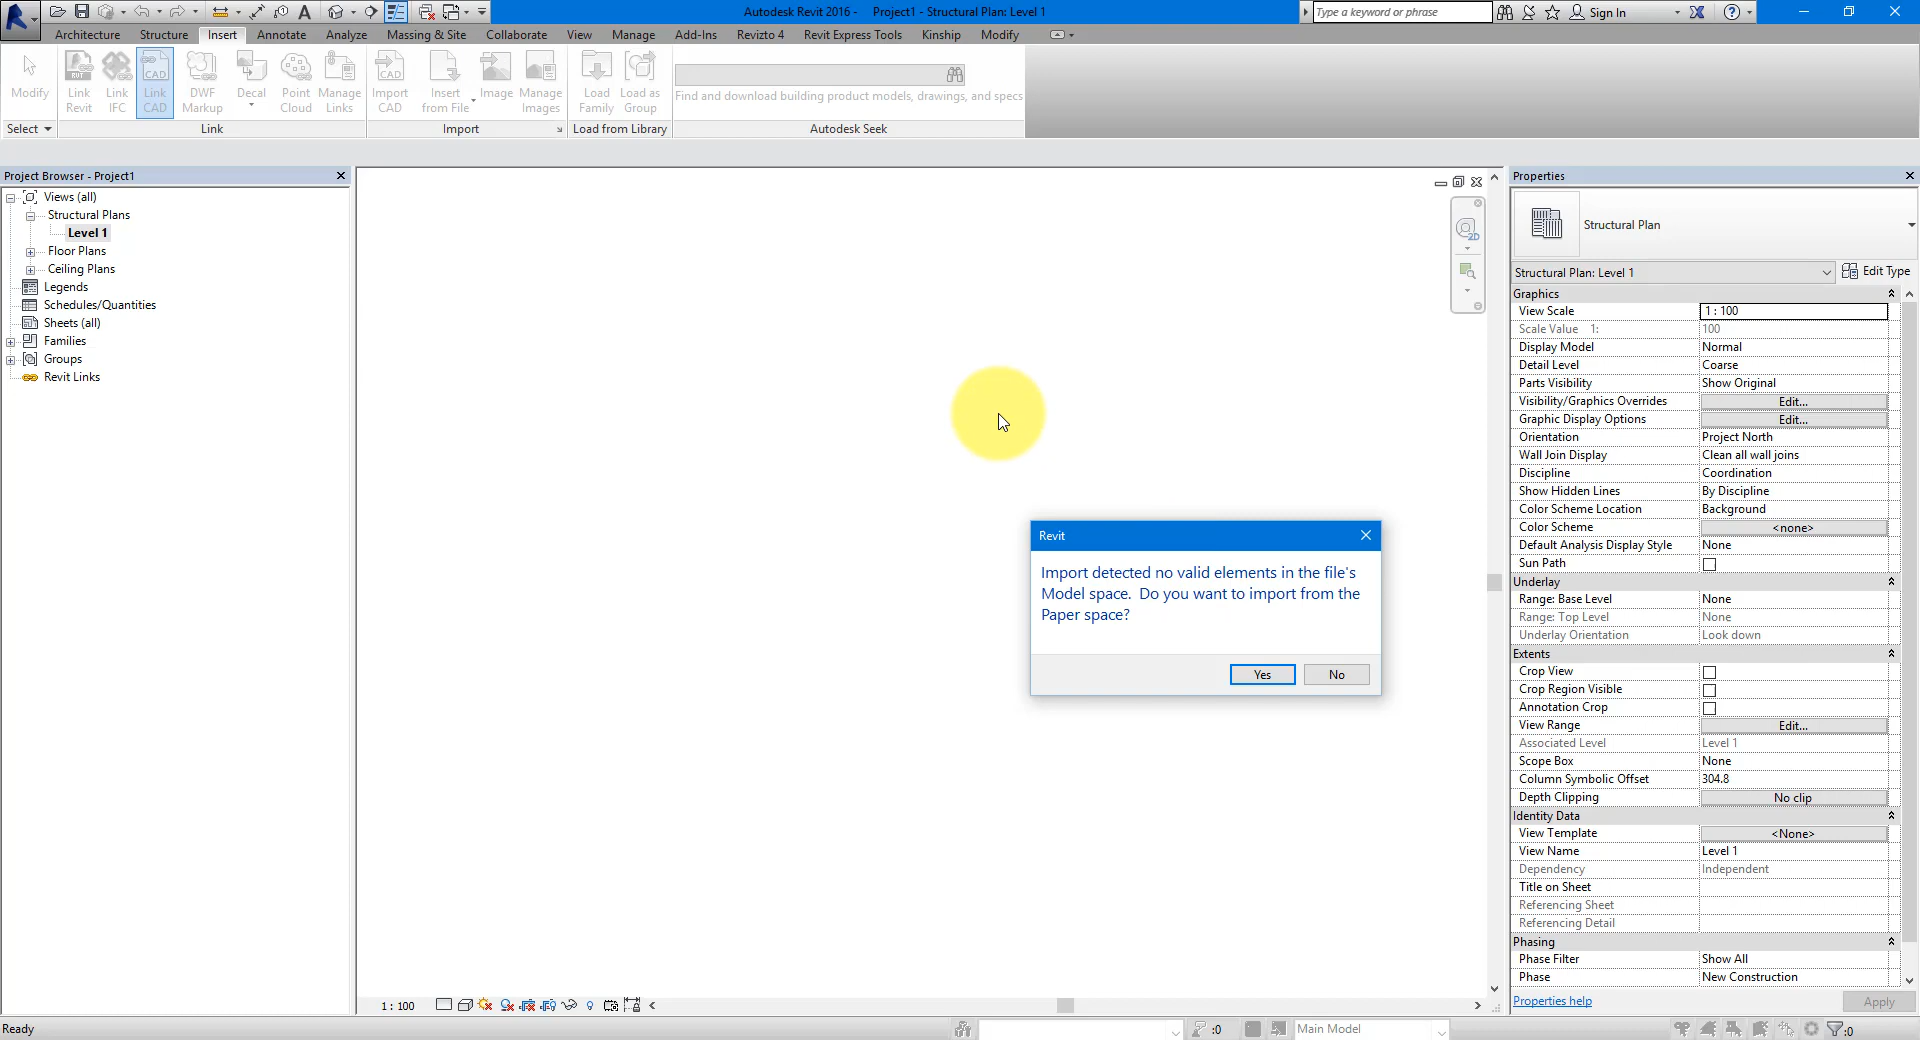 Autodesk Revit 2016 -    Project1 - Structural Plan: Level 1
Type a keyword or phrase
Sign In
Architecture
Structure
Insert
Annotate
Analyze
Massing & Site
Collaborate
View
Manage
Add-Ins
Revizto 4
Revit Express Tools
Kinship
Modify
Modify
Link
Revit
Link
IFC
Link
CAD
DWF
Markup
Decal
Point
Cloud
Manage
Links
Import
CAD
Insert
from File
Image
Manage
Images
Load
Family
Load as
Group
Find and download building product models, drawings, and specs
Select
Link
Import
Load from Library
Autodesk Seek
Project Browser - Project1
Views (all)
Structural Plans
Level 1
Floor Plans
Ceiling Plans
Legends
Schedules/Quantities
Sheets (all)
Families
Groups
Revit Links
2D
Revit
Import detected no valid elements in the file's
Model space.  Do you want to import from the
Paper space?
Yes
No
Properties
Structural Plan
Structural Plan: Level 1
Edit Type
Graphics
View Scale 1 : 100
Scale Value    1: 100
Display Model Normal
Detail Level Coarse
Parts Visibility Show Original
Visibility/Graphics Overrides Edit...
Graphic Display Options Edit...
Orientation Project North
Wall Join Display Clean all wall joins
Discipline Coordination
Show Hidden Lines By Discipline
Color Scheme Location Background
Color Scheme <none>
Default Analysis Display Style None
Sun Path
Underlay
Range: Base Level None
Range: Top Level None
Underlay Orientation Look down
Extents
Crop View
Crop Region Visible
Annotation Crop
View Range Edit...
Associated Level Level 1
Scope Box None
Column Symbolic Offset 304.8
Depth Clipping No clip
Identity Data
View Template <None>
View Name Level 1
Dependency Independent
Title on Sheet
Referencing Sheet
Referencing Detail
Phasing
Phase Filter Show All
Phase New Construction
Properties help
Apply
1 : 100
Ready
:0
Main Model
:0